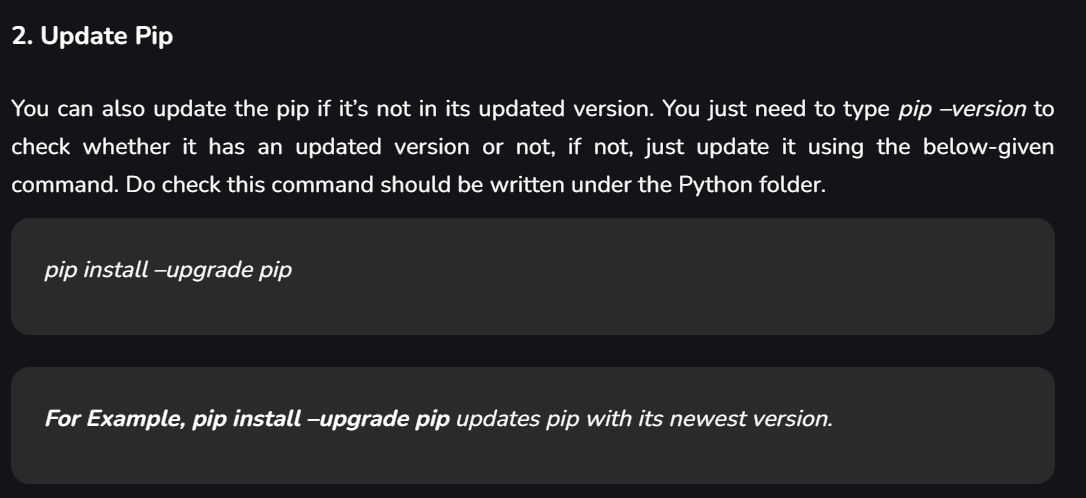 2. Update Pip
You can also update the pip if it’s not in its updated version. You just need to type pip –version to
check whether it has an updated version or not, if not, just update it using the below-given
command. Do check this command should be written under the Python folder.
pip install –upgrade pip
For Example, pip install –upgrade pip updates pip with its newest version.